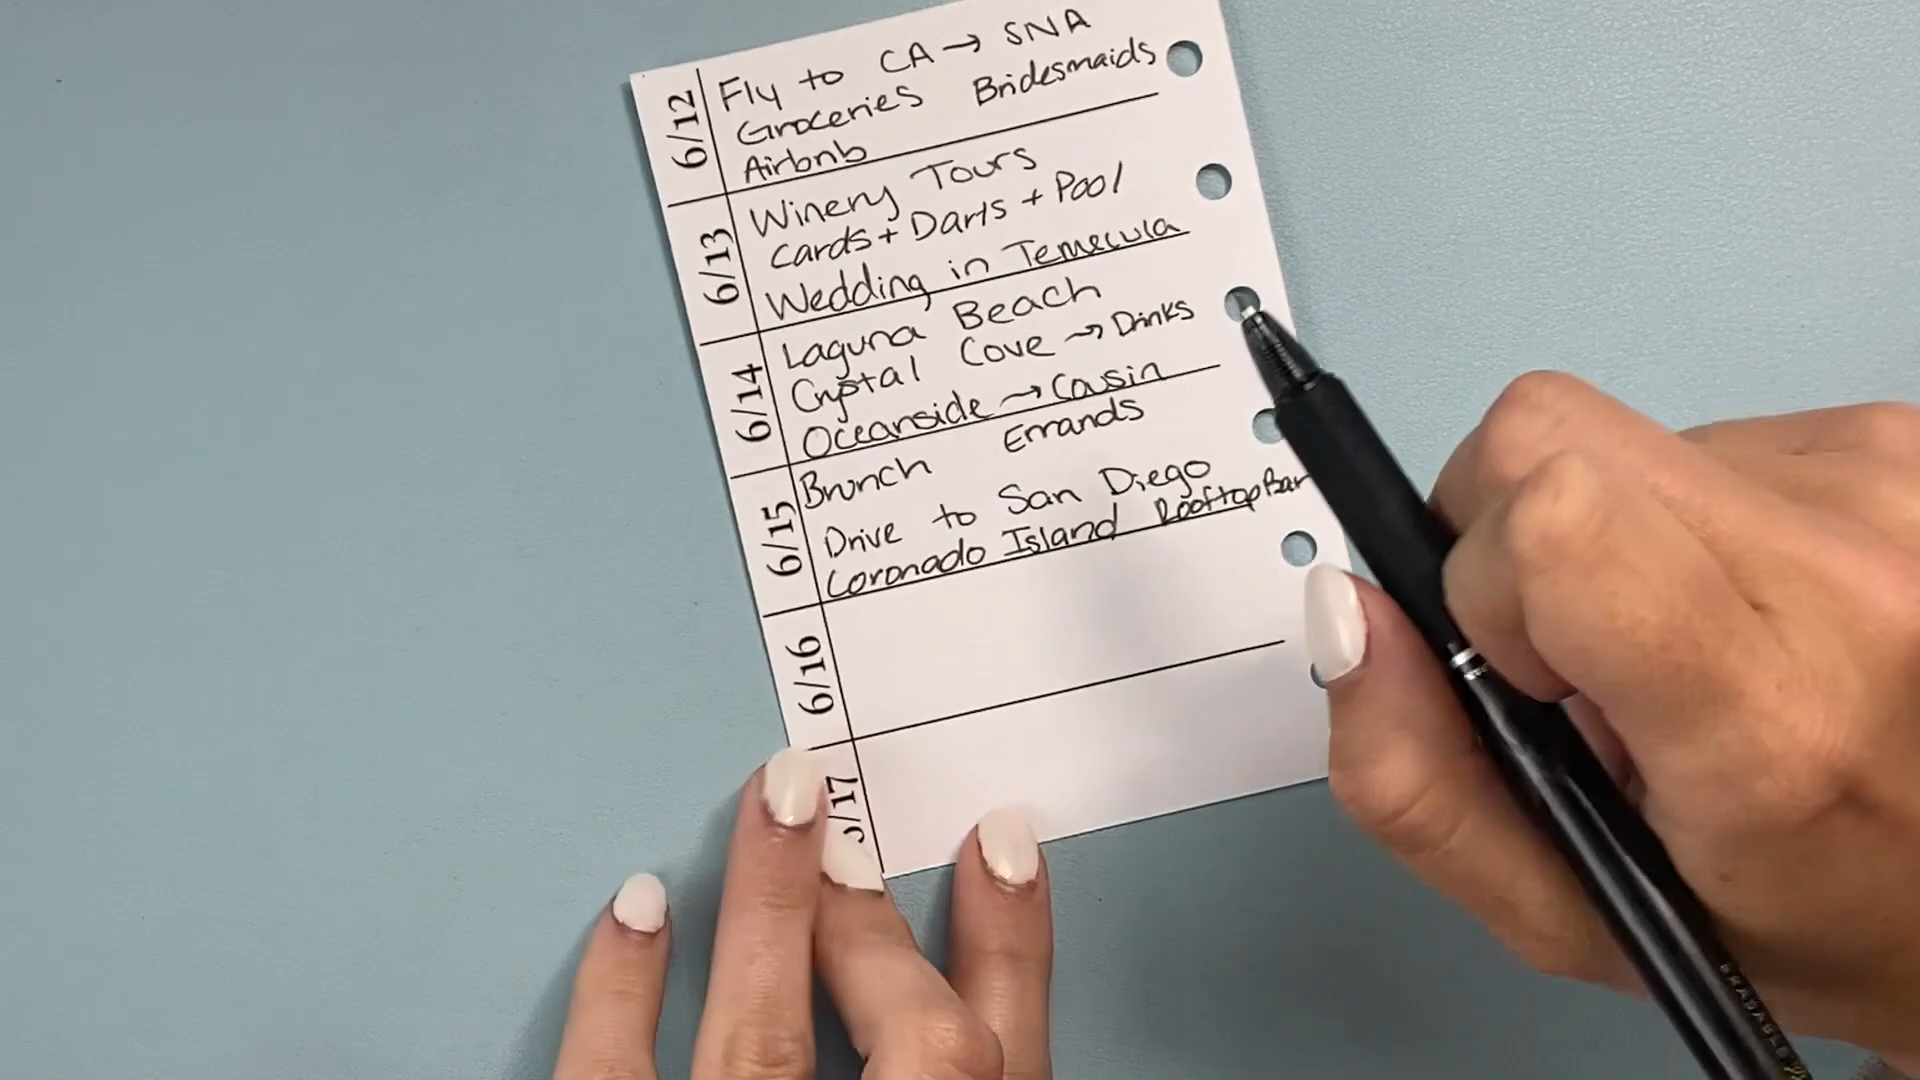 6/12
Fly to CA → SNA
Groceries Bridesmaids
Airbnb
6/13
Winery Tours
Cards + Darts + Pool
Wedding in Temecula
6/14
Laguna Beach
Crystal Cove → Drinks
Oceanside → Cousin
6/15
Brunch Errands
Drive to San Diego
Coronado Island Rooftop Bar
6/16
/17